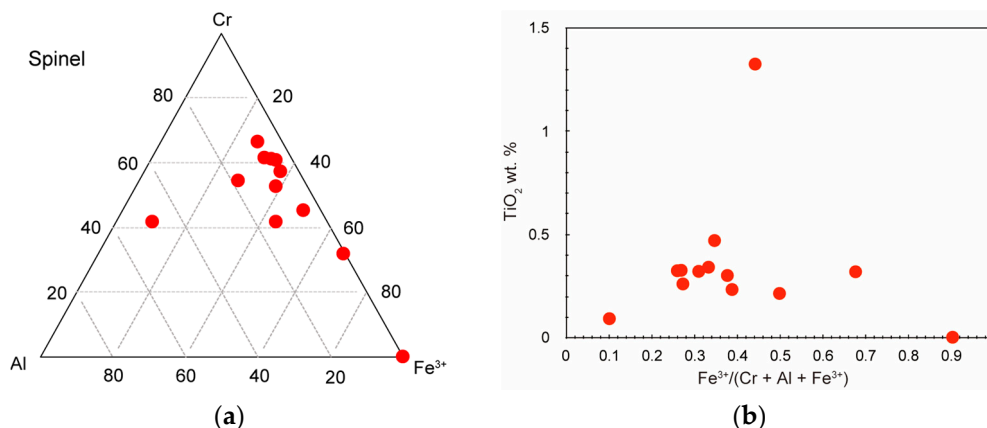 Cr
Spinel
80 20
60 40
40 60
20 80
Al Fe³⁺
80 60 40 20
(a)
1.5
1
0.5
0
TiO₂ wt. %
0 0.1 0.2 0.3 0.4 0.5 0.6 0.7 0.8 0.9 1
Fe³⁺/(Cr + Al + Fe³⁺)
(b)